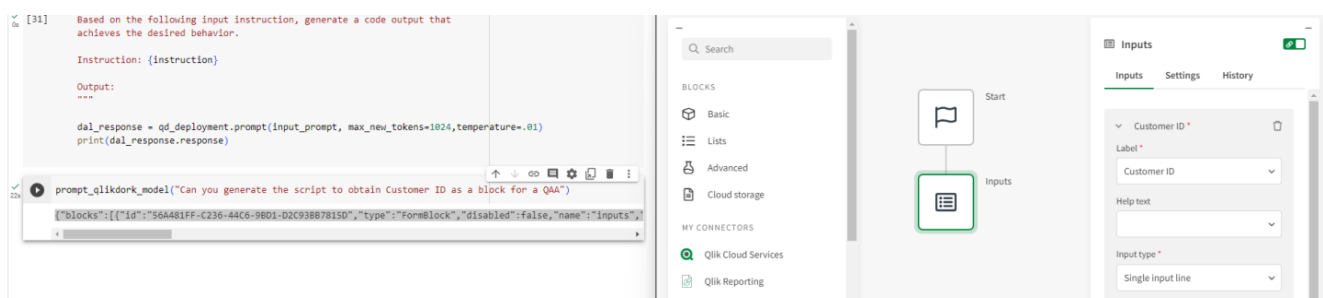 [31]
0s
Based on the following input instruction, generate a code output that
achieves the desired behavior.
Instruction: {instruction}
Output:
"""
dal_response = qd_deployment.prompt(input_prompt, max_new_tokens=1024,temperature=.01)
print(dal_response.response)
22s
prompt_qlikdork_model("Can you generate the script to obtain Customer ID as a block for a QAA")
{"blocks":[{"id":"56A481FF-C236-44C6-9BD1-D2C93BB7815D","type":"FormBlock","disabled":false,"name":"inputs","
Search
BLOCKS
Basic
Lists
Advanced
Cloud storage
MY CONNECTORS
Qlik Cloud Services
Qlik Reporting
Start
Inputs
Inputs
Inputs Settings History
Customer ID *
Label *
Customer ID
Help text
Input type *
Single input line